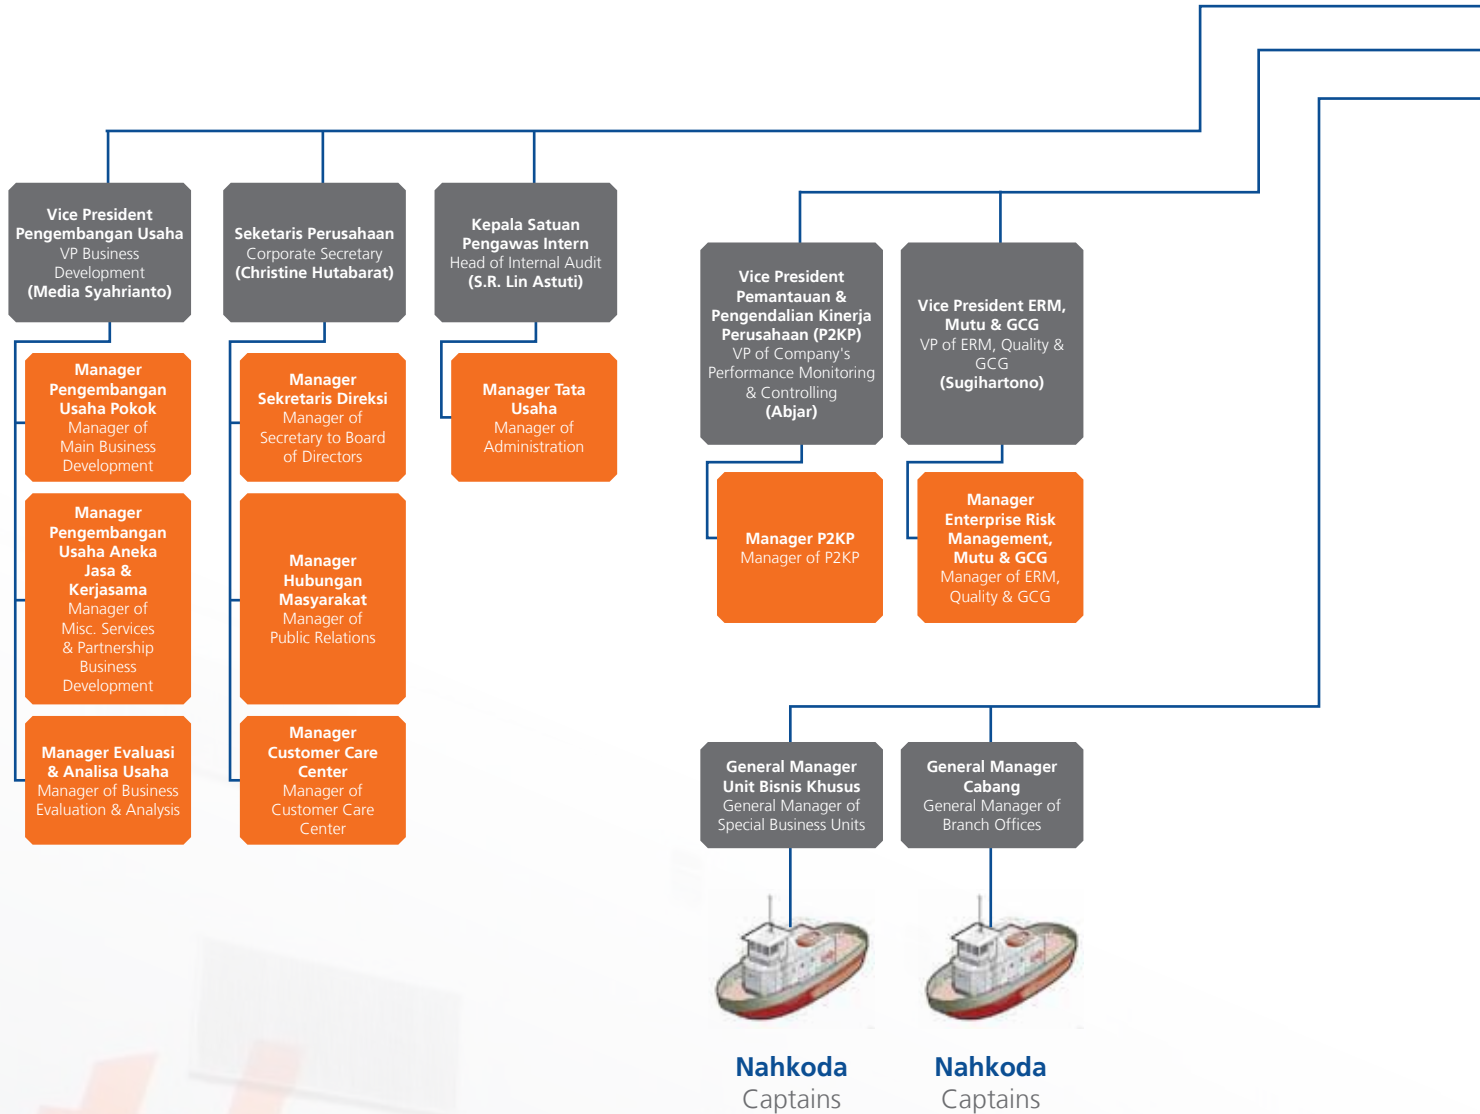 Vice President
Pengembangan Usaha
VP Business
Development
(Media Syahrianto)
Seketaris Perusahaan
Corporate Secretary
(Christine Hutabarat)
Kepala Satuan
Pengawas Intern
Head of Internal Audit
(S.R. Lin Astuti)
Vice President
Pemantauan &
Pengendalian Kinerja
Perusahaan (P2KP)
VP of Company's
Performance Monitoring
& Controlling
(Abjar)
Vice President ERM,
Mutu & GCG
VP of ERM, Quality &
GCG
(Sugihartono)
Manager
Pengembangan
Usaha Pokok
Manager of
Main Business
Development
Manager
Sekretaris Direksi
Manager of
Secretary to Board
of Directors
Manager Tata
Usaha
Manager of
Administration
Manager P2KP
Manager of P2KP
Manager
Enterprise Risk
Management,
Mutu & GCG
Manager of ERM,
Quality & GCG
Manager
Pengembangan
Usaha Aneka
Jasa &
Kerjasama
Manager of
Misc. Services
& Partnership
Business
Development
Manager
Hubungan
Masyarakat
Manager of
Public Relations
Manager Evaluasi
& Analisa Usaha
Manager of Business
Evaluation & Analysis
Manager
Customer Care
Center
Manager of
Customer Care
Center
General Manager
Unit Bisnis Khusus
General Manager of
Special Business Units
General Manager
Cabang
General Manager of
Branch Offices
Nahkoda
Captains
Nahkoda
Captains